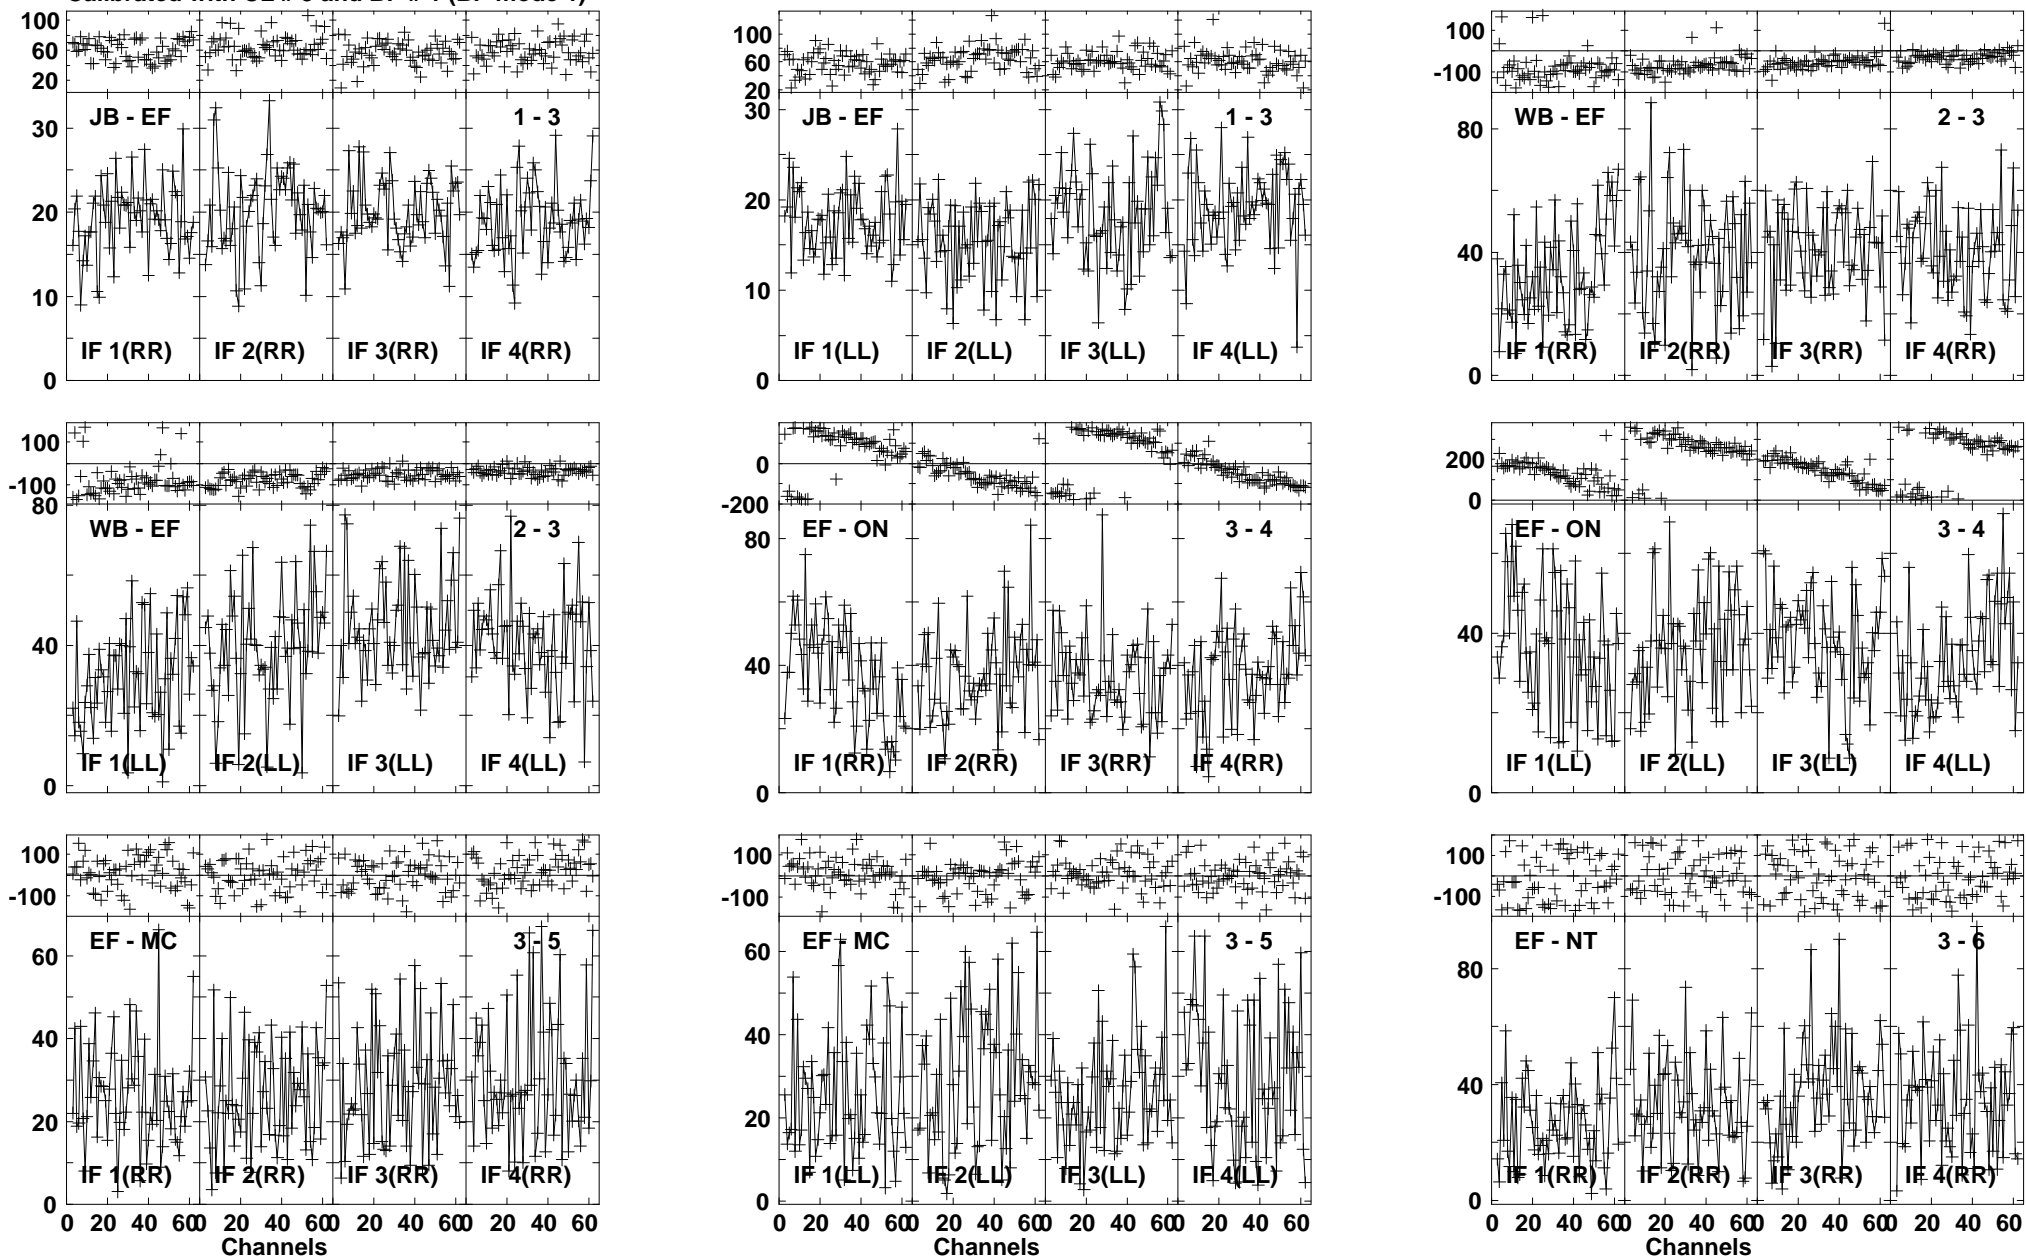 100 60 20
JB - EF 1 - 3
30 20 10 0
IF 1(RR) IF 2(RR) IF 3(RR) IF 4(RR)
100 60 20
JB - EF 1 - 3
30 20 10 0
IF 1(LL) IF 2(LL) IF 3(LL) IF 4(LL)
100 -100
WB - EF 2 - 3
80 40 0
IF 1(RR) IF 2(RR) IF 3(RR) IF 4(RR)
100 -100
WB - EF 2 - 3
80 40 0
IF 1(LL) IF 2(LL) IF 3(LL) IF 4(LL)
0 -200
EF - ON 3 - 4
80 40 0
IF 1(RR) IF 2(RR) IF 3(RR) IF 4(RR)
200 0
EF - ON 3 - 4
40 0
IF 1(LL) IF 2(LL) IF 3(LL) IF 4(LL)
100 -100
EF - MC 3 - 5
60 40 20 0
IF 1(RR) IF 2(RR) IF 3(RR) IF 4(RR)
0 20 40 60 0 20 40 60 0 20 40 60 0 20 40 60
Channels
100 -100
EF - MC 3 - 5
60 40 20 0
IF 1(LL) IF 2(LL) IF 3(LL) IF 4(LL)
0 20 40 60 0 20 40 60 0 20 40 60 0 20 40 60
Channels
100 -100
EF - NT 3 - 6
80 40 0
IF 1(RR) IF 2(RR) IF 3(RR) IF 4(RR)
0 20 40 60 0 20 40 60 0 20 40 60 0 20 40 60
Channels